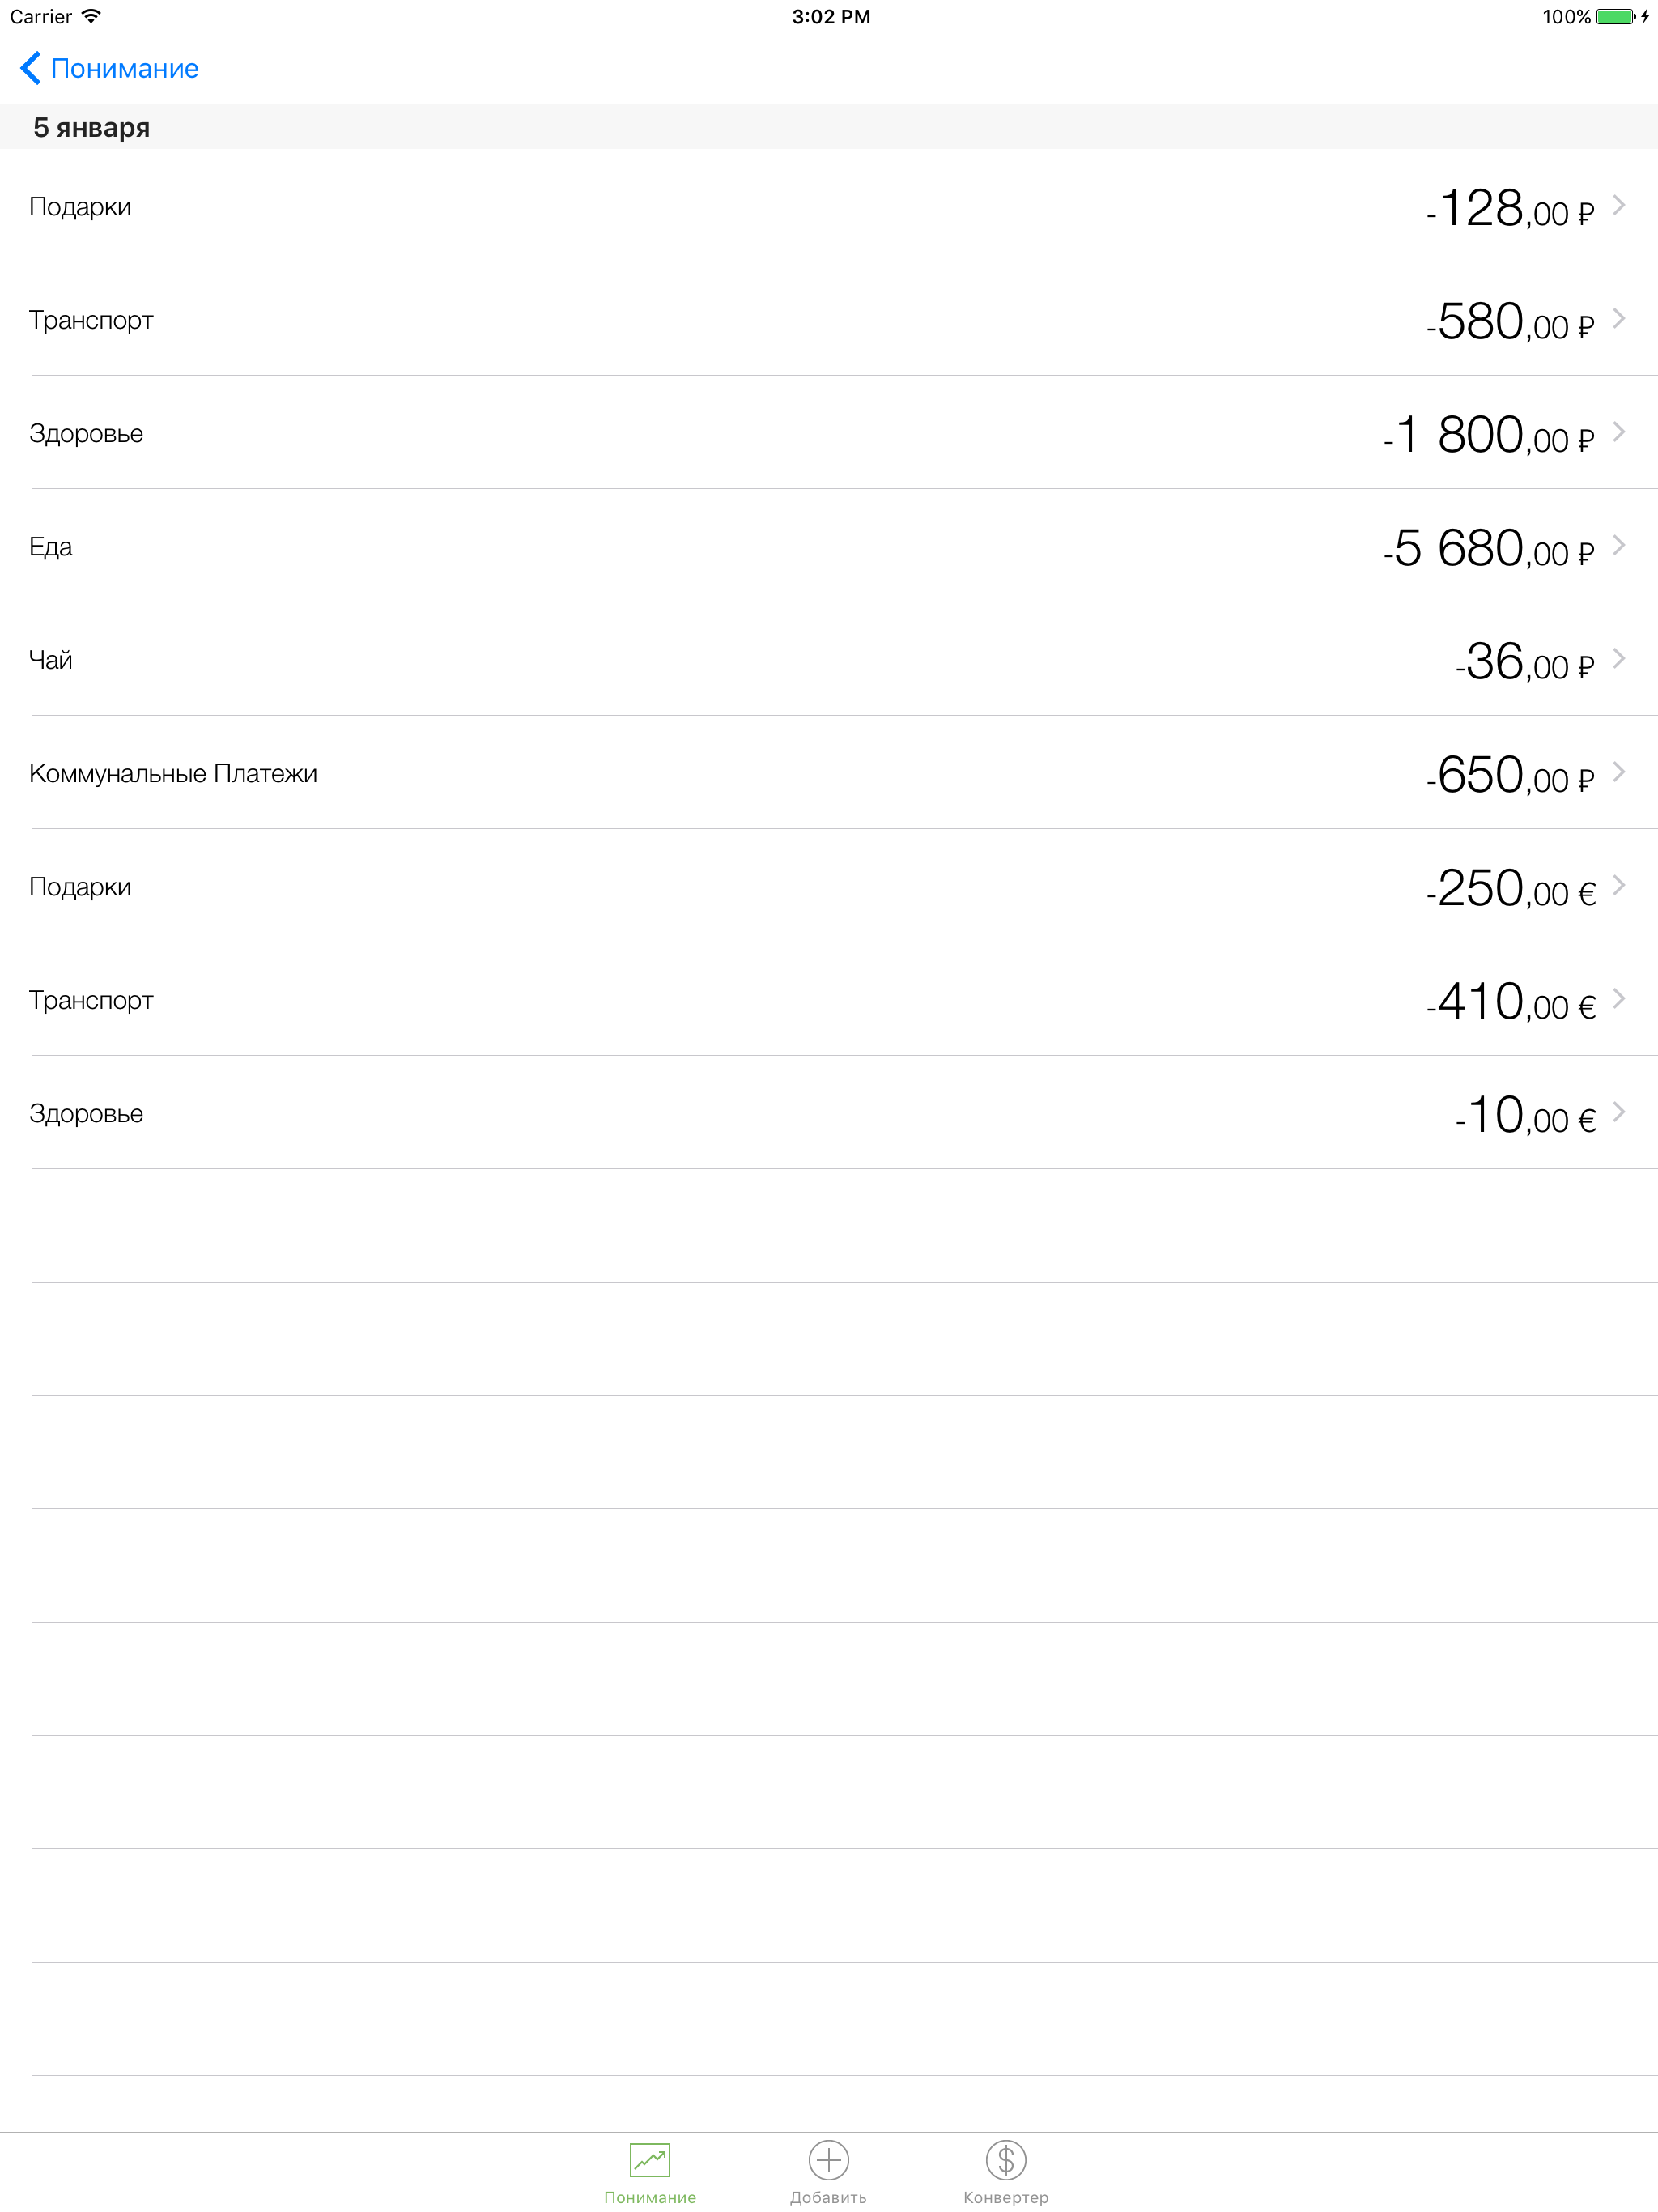 Carrier 3:02 PM 100%
Понимание
5 января
Подарки -128,00 ₽
Транспорт -580,00 ₽
Здоровье -1 800,00 ₽
Еда -5 680,00 ₽
Чай -36,00 ₽
Коммунальные Платежи -650,00 ₽
Подарки -250,00 €
Транспорт -410,00 €
Здоровье -10,00 €
Понимание Добавить Конвертер